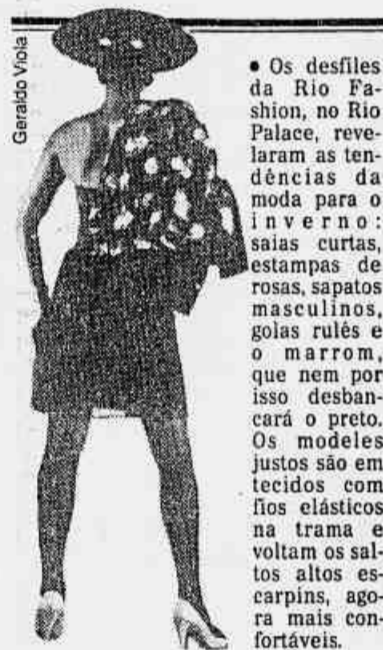 Geraldo Viola
• Os desfiles
da Rio Fa-
shion, no Rio
Palace, reve-
laram as ten-
dências da
moda para o
inverno:
saias curtas,
estampas de
rosas, sapatos
masculinos,
golas rulês e
o marrom,
que nem por
isso desban-
cará o preto.
Os modeles
justos são em
tecidos com
fios elásticos
na trama e
voltam os sal-
tos altos es-
carpins, ago-
ra mais con-
fortáveis.